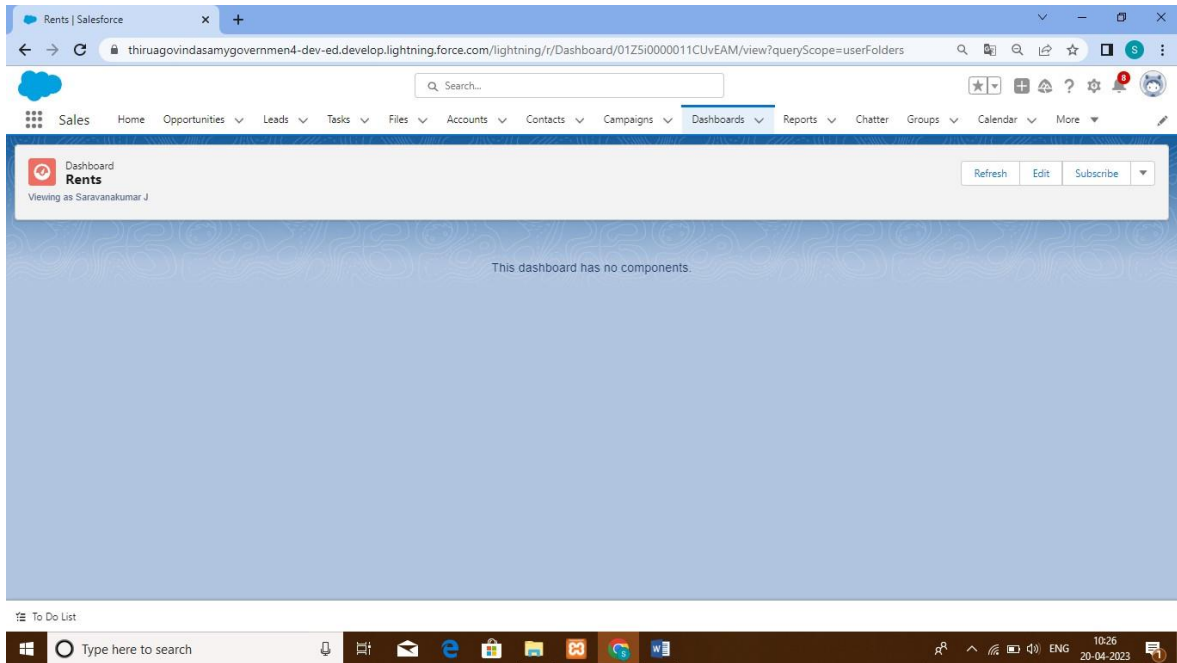 Rents | Salesforce
thiruagovindasamygovernmen4-dev-ed.develop.lightning.force.com/lightning/r/Dashboard/01Z5i0000011CUvEAM/view?queryScope=userFolders
S
Search...
8
Sales Home Opportunities Leads Tasks Files Accounts Contacts Campaigns Dashboards Reports Chatter Groups Calendar More
Dashboard
Rents
Viewing as Saravanakumar J
Refresh Edit Subscribe
This dashboard has no components.
To Do List
Type here to search
ENG
10:26
20-04-2023